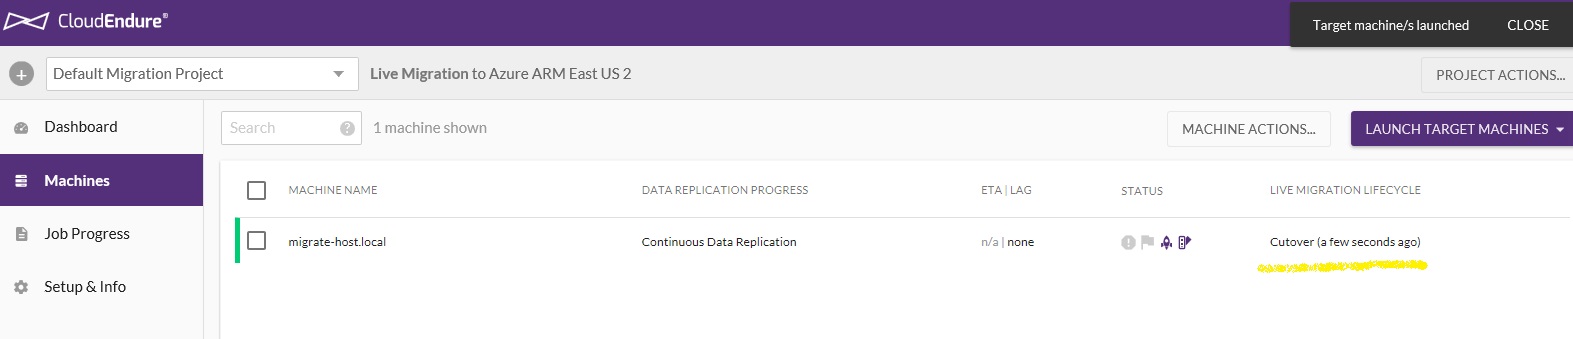 CloudEndure®
Target machine/s launched CLOSE
Default Migration Project
Live Migration to Azure ARM East US 2
PROJECT ACTIONS...
Dashboard
Machines
Job Progress
Setup & Info
Search ?
1 machine shown
MACHINE ACTIONS...
LAUNCH TARGET MACHINES
MACHINE NAME DATA REPLICATION PROGRESS ETA | LAG STATUS LIVE MIGRATION LIFECYCLE
migrate-host.local Continuous Data Replication n/a | none Cutover (a few seconds ago)